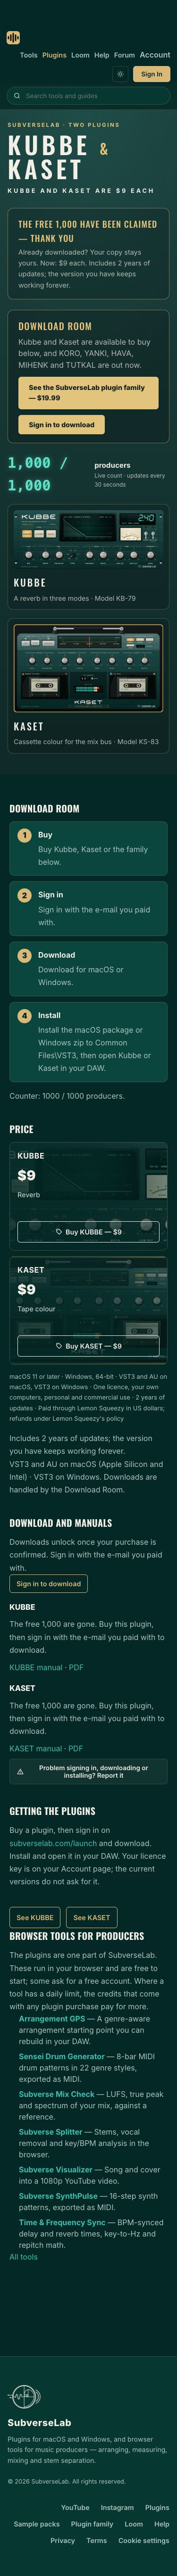 Tools Plugins Loom Help Forum Account
Sign In
Search tools and guides
SUBVERSELAB · TWO PLUGINS
KUBBE &
KASET
KUBBE AND KASET ARE $9 EACH
THE FREE 1,000 HAVE BEEN CLAIMED
— THANK YOU
Already downloaded? Your copy stays
yours. Now: $9 each. Includes 2 years of
updates; the version you have keeps
working forever.
DOWNLOAD ROOM
Kubbe and Kaset are available to buy
below, and KORO, YANKI, HAVA,
MIHENK and TUTKAL are out now.
See the SubverseLab plugin family
— $19.99
Sign in to download
1,000 /
1,000
producers
Live count · updates every
30 seconds
KUBBE
240
KUBBE
A reverb in three modes · Model KB-79
KASET
KASET
Cassette colour for the mix bus · Model KS-83
DOWNLOAD ROOM
1 Buy
Buy Kubbe, Kaset or the family
below.
2 Sign in
Sign in with the e-mail you paid
with.
3 Download
Download for macOS or
Windows.
4 Install
Install the macOS package or
Windows zip to Common
Files\VST3, then open Kubbe or
Kaset in your DAW.
Counter: 1000 / 1000 producers.
PRICE
KUBBE
$9
Reverb
Buy KUBBE — $9
KASET
$9
Tape colour
Buy KASET — $9
macOS 11 or later · Windows, 64-bit · VST3 and AU on
macOS, VST3 on Windows · One licence, your own
computers, personal and commercial use · 2 years of
updates · Paid through Lemon Squeezy in US dollars;
refunds under Lemon Squeezy's policy
Includes 2 years of updates; the version
you have keeps working forever.
VST3 and AU on macOS (Apple Silicon and
Intel) · VST3 on Windows. Downloads are
handled by the Download Room.
DOWNLOAD AND MANUALS
Downloads unlock once your purchase is
confirmed. Sign in with the e-mail you paid
with.
Sign in to download
KUBBE
The free 1,000 are gone. Buy this plugin,
then sign in with the e-mail you paid with to
download.
KUBBE manual · PDF
KASET
The free 1,000 are gone. Buy this plugin,
then sign in with the e-mail you paid with to
download.
KASET manual · PDF
Problem signing in, downloading or
installing? Report it
GETTING THE PLUGINS
Buy a plugin, then sign in on
subverselab.com/launch and download.
Install and open it in your DAW. Your licence
key is on your Account page; the current
versions do not ask for it.
See KUBBE See KASET
BROWSER TOOLS FOR PRODUCERS
The plugins are one part of SubverseLab.
These run in your browser and are free to
start; some ask for a free account. Where a
tool has a daily limit, the credits that come
with any plugin purchase pay for more.
Arrangement GPS — A genre-aware
arrangement starting point you can
rebuild in your DAW.
Sensei Drum Generator — 8-bar MIDI
drum patterns in 22 genre styles,
exported as MIDI.
Subverse Mix Check — LUFS, true peak
and spectrum of your mix, against a
reference.
Subverse Splitter — Stems, vocal
removal and key/BPM analysis in the
browser.
Subverse Visualizer — Song and cover
into a 1080p YouTube video.
Subverse SynthPulse — 16-step synth
patterns, exported as MIDI.
Time & Frequency Sync — BPM-synced
delay and reverb times, key-to-Hz and
repitch math.
All tools
SubverseLab
Plugins for macOS and Windows, and browser
tools for music producers — arranging, measuring,
mixing and stem separation.
© 2026 SubverseLab. All rights reserved.
YouTube Instagram Plugins
Sample packs Plugin family Loom Help
Privacy Terms Cookie settings